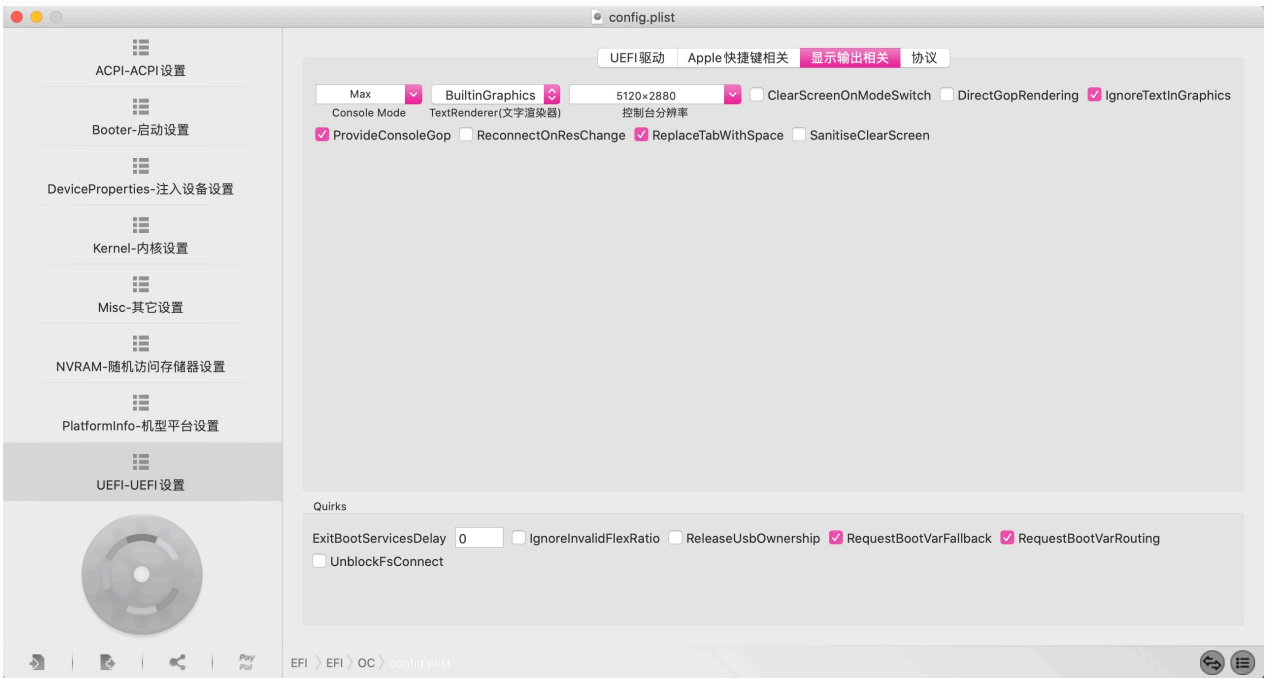 config.plist
ACPI-ACPI设置
Booter-启动设置
DeviceProperties-注入设备设置
Kernel-内核设置
Misc-其它设置
NVRAM-随机访问存储器设置
PlatformInfo-机型平台设置
UEFI-UEFI设置
Pay
Pal
UEFI驱动 Apple快捷键相关 显示输出相关 协议
Max BuiltinGraphics 5120×2880 ClearScreenOnModeSwitch DirectGopRendering IgnoreTextInGraphics
Console Mode TextRenderer(文字渲染器) 控制台分辨率
ProvideConsoleGop ReconnectOnResChange ReplaceTabWithSpace SanitiseClearScreen
Quirks
ExitBootServicesDelay 0 IgnoreInvalidFlexRatio ReleaseUsbOwnership RequestBootVarFallback RequestBootVarRouting
UnblockFsConnect
EFI 〉 EFI 〉 OC 〉 config.plist